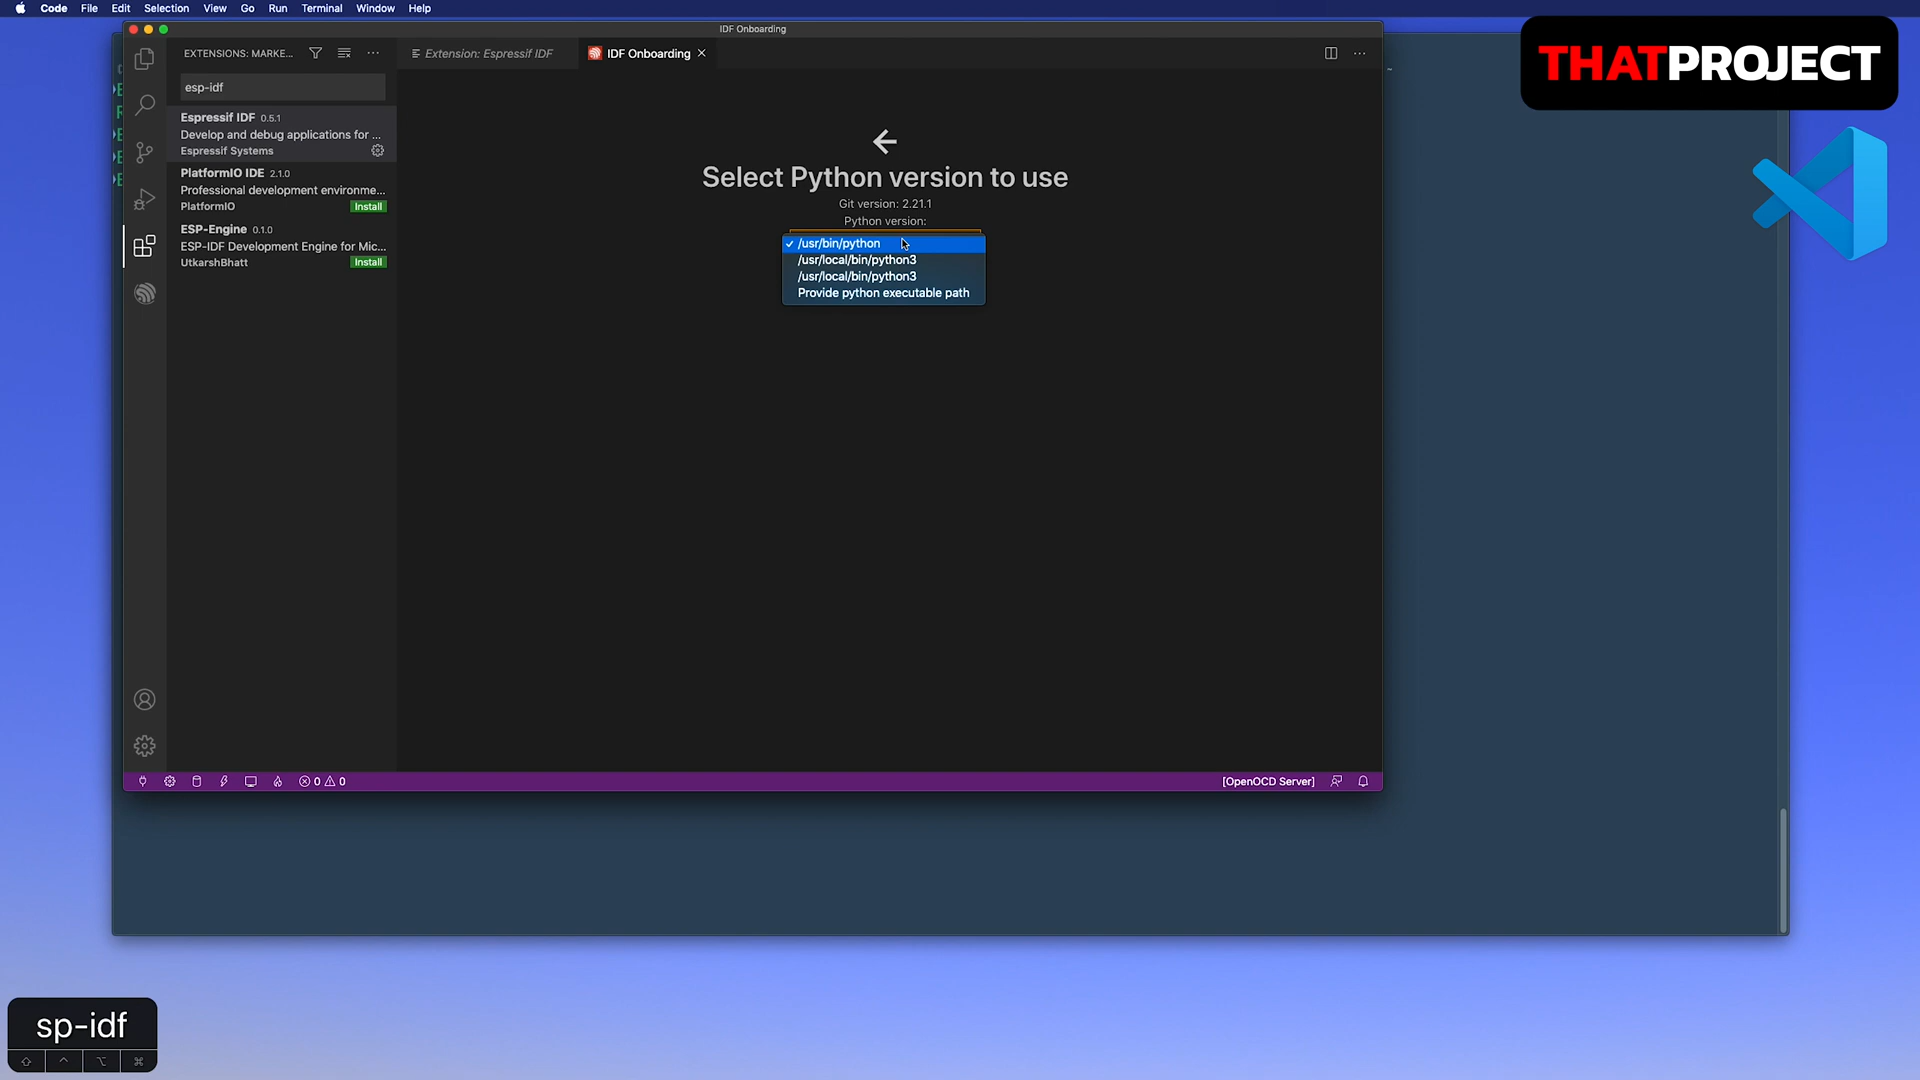 Code File Edit Selection View Go Run Terminal Window Help
IDF Onboarding
THATPROJECT
EXTENSIONS: MARKE...
Extension: Espressif IDF
IDF Onboarding
esp-idf
Espressif IDF 0.5.1
Develop and debug applications for ...
Espressif Systems
PlatformIO IDE 2.1.0
Professional development environme...
PlatformIO Install
ESP-Engine 0.1.0
ESP-IDF Development Engine for Mic...
UtkarshBhatt Install
Select Python version to use
Git version: 2.21.1
Python version:
/usr/bin/python
/usr/local/bin/python3
/usr/local/bin/python3
Provide python executable path
0 0
[OpenOCD Server]
sp-idf